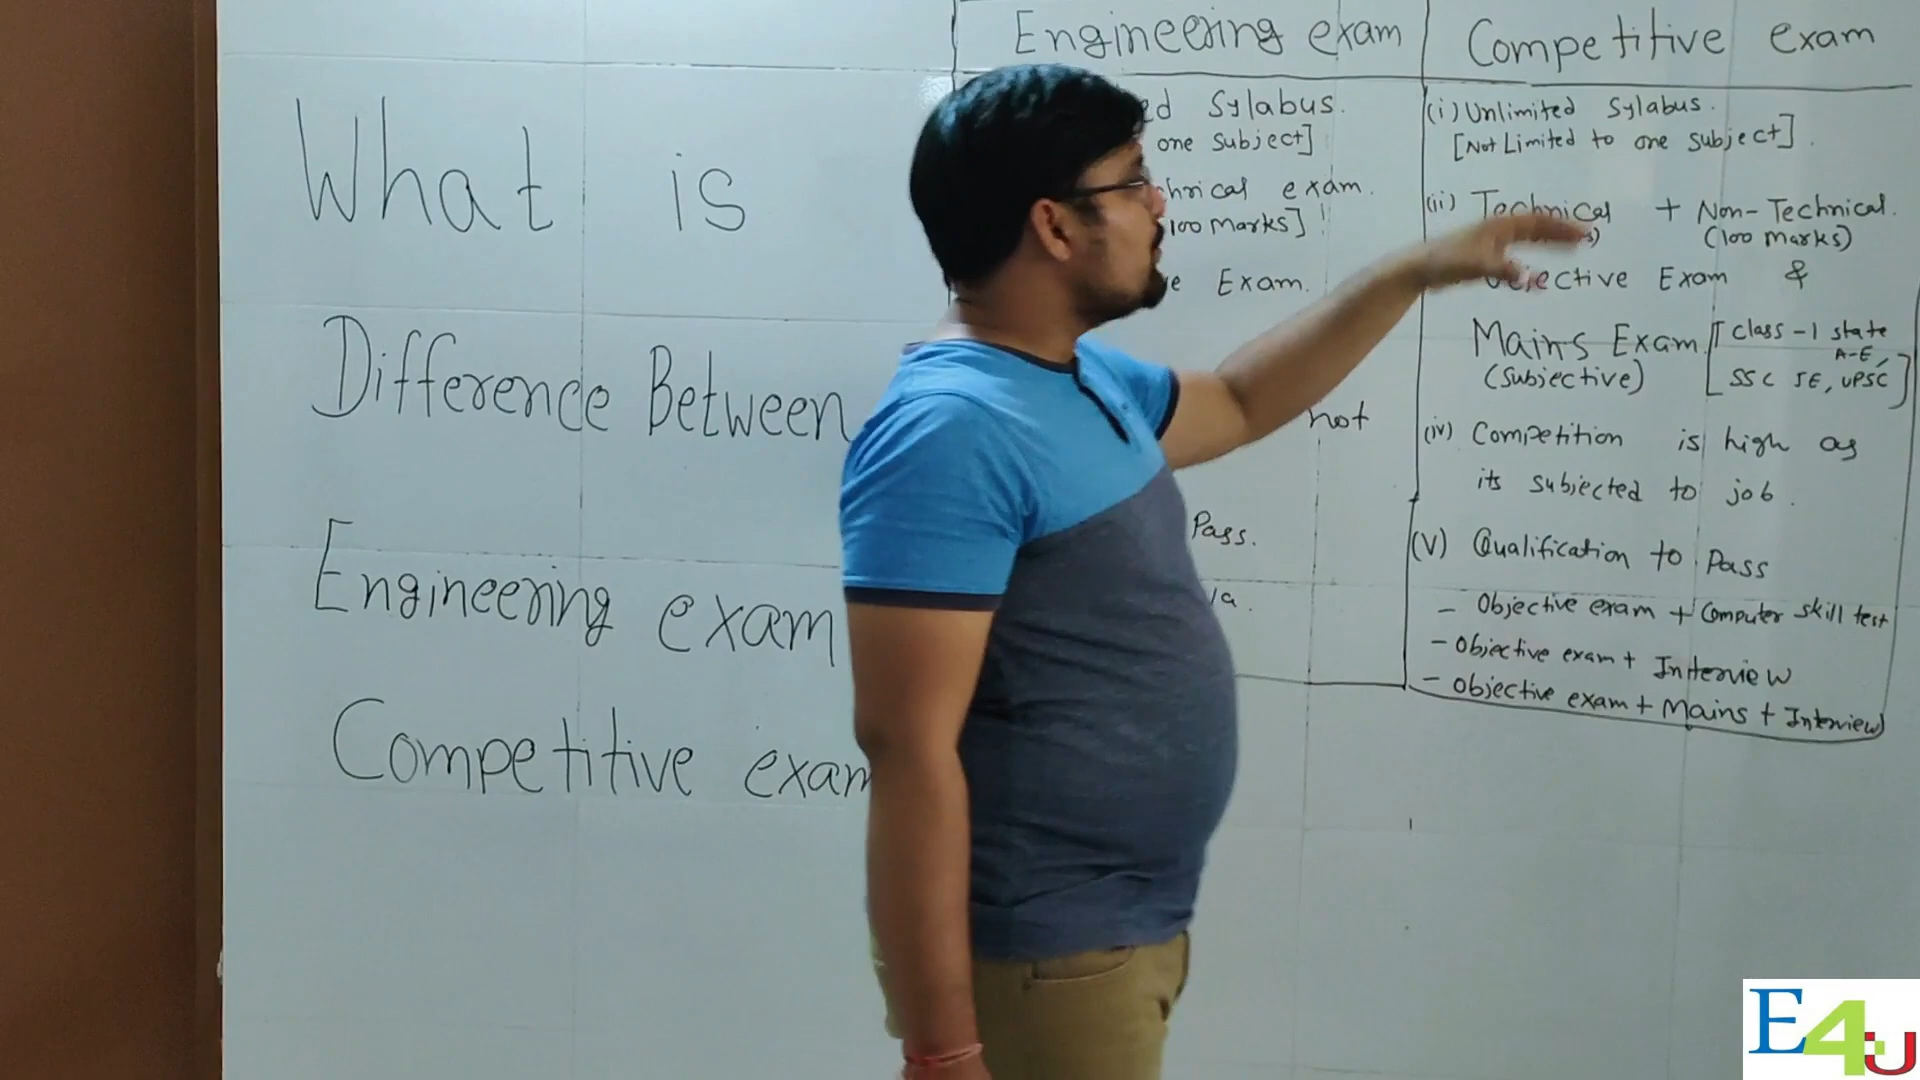 What is
Difference Between
Engineering exam
Competitive exam
Engineering exam
Sylabus.
one subject]
exam.
100 Marks]
Exam.
not
Pass.
Competitive exam
(i) Unlimited Sylabus.
[Not Limited to one subject].
(ii) Technical + Non-Technical.
(100 Marks)
Objective Exam &
Mains Exam [class-1 state
A-E,
(Subjective) SSC JE, UPSC]
(iv) Competition is high as
its subjected to job.
(V) Qualification to Pass
- Objective exam + Computer skill test
- Objective exam + Interview
- Objective exam + Mains + Interview
E4U